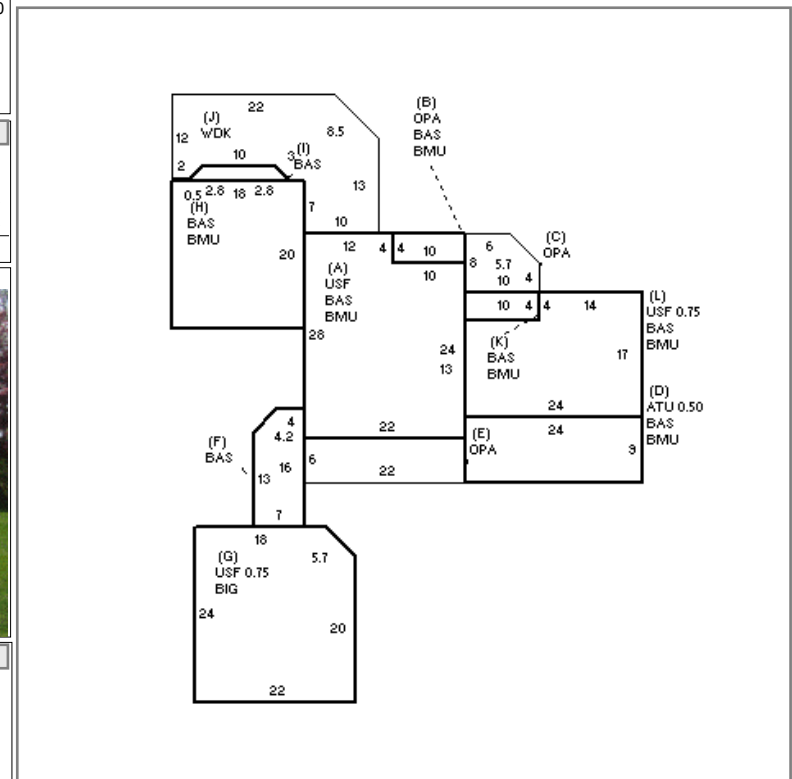 22
(J)
WDK
12
8.5
2
10
3
(I)
BAS
13
(B)
OPA
BAS
BMU
0.5 2.8 18 2.8
(H)
BAS
BMU
20
7
10
12 4 4 10
10
(A)
USF
BAS
BMU
28
24
13
22
6
(C)
OPA
8
5.7
10 4
10 4 4 14
(K)
BAS
BMU
17
24
(L)
USF 0.75
BAS
BMU
(D)
ATU 0.50
BAS
BMU
24
9
(E)
OPA
6
22
(F)
BAS
4
4.2
16
13
7
18
(G)
USF 0.75
BIG
5.7
24
20
22